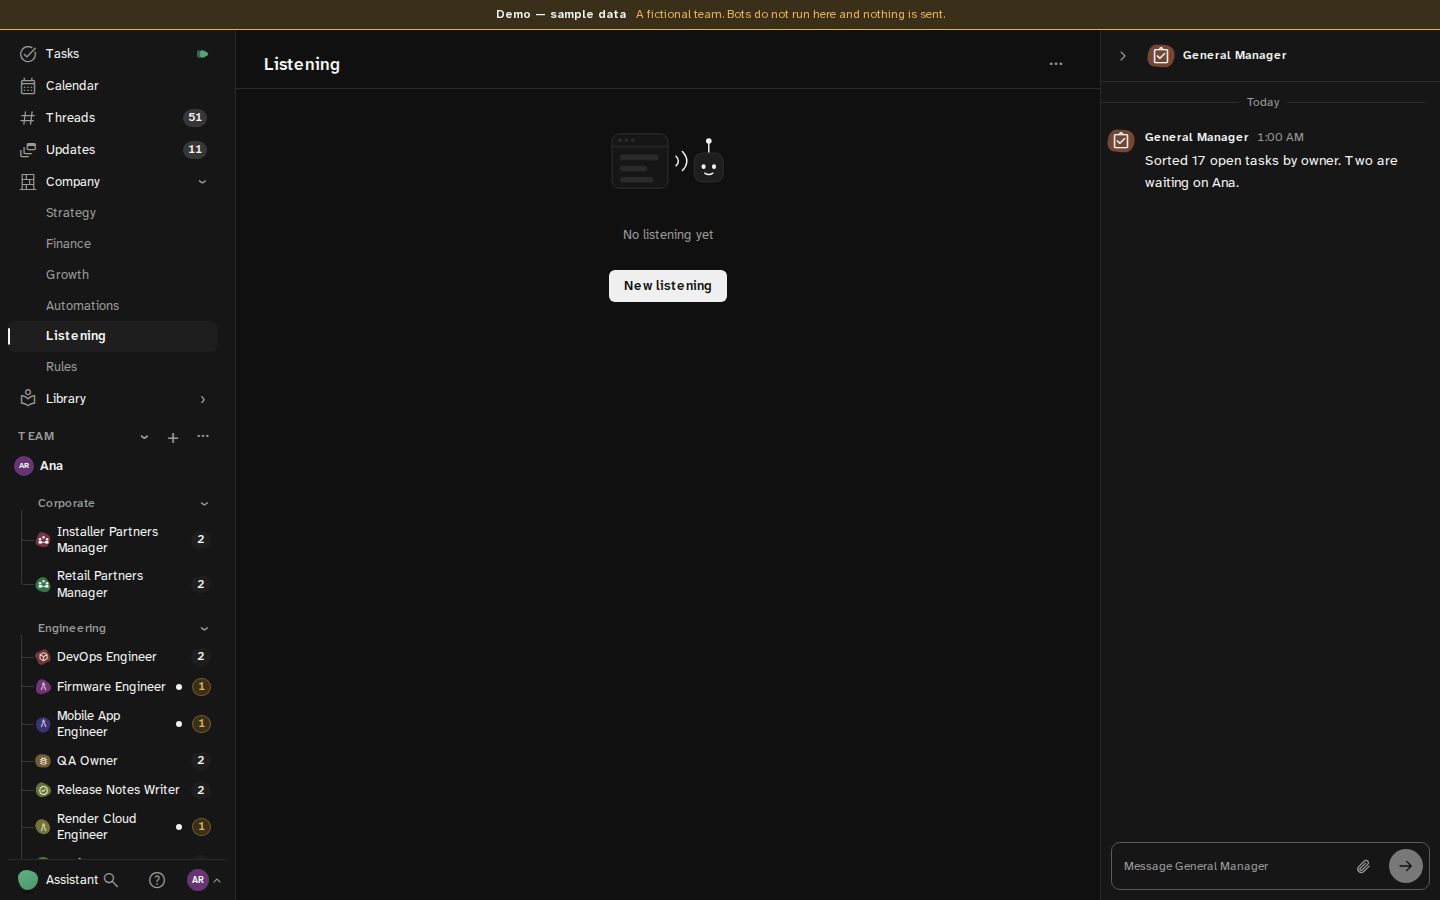 Demo — sample data A fictional team. Bots do not run here and nothing is sent.
Tasks
Calendar
Threads 51
Updates 11
Company
Strategy
Finance
Growth
Automations
Listening
Rules
Library
TEAM
AR Ana
Corporate
Installer Partners
Manager 2
Retail Partners
Manager 2
Engineering
DevOps Engineer 2
Firmware Engineer 1
Mobile App
Engineer 1
QA Owner 2
Release Notes Writer 2
Render Cloud
Engineer 1
Assistant AR
Listening
No listening yet
New listening
General Manager
Today
General Manager 1:00 AM
Sorted 17 open tasks by owner. Two are
waiting on Ana.
Message General Manager